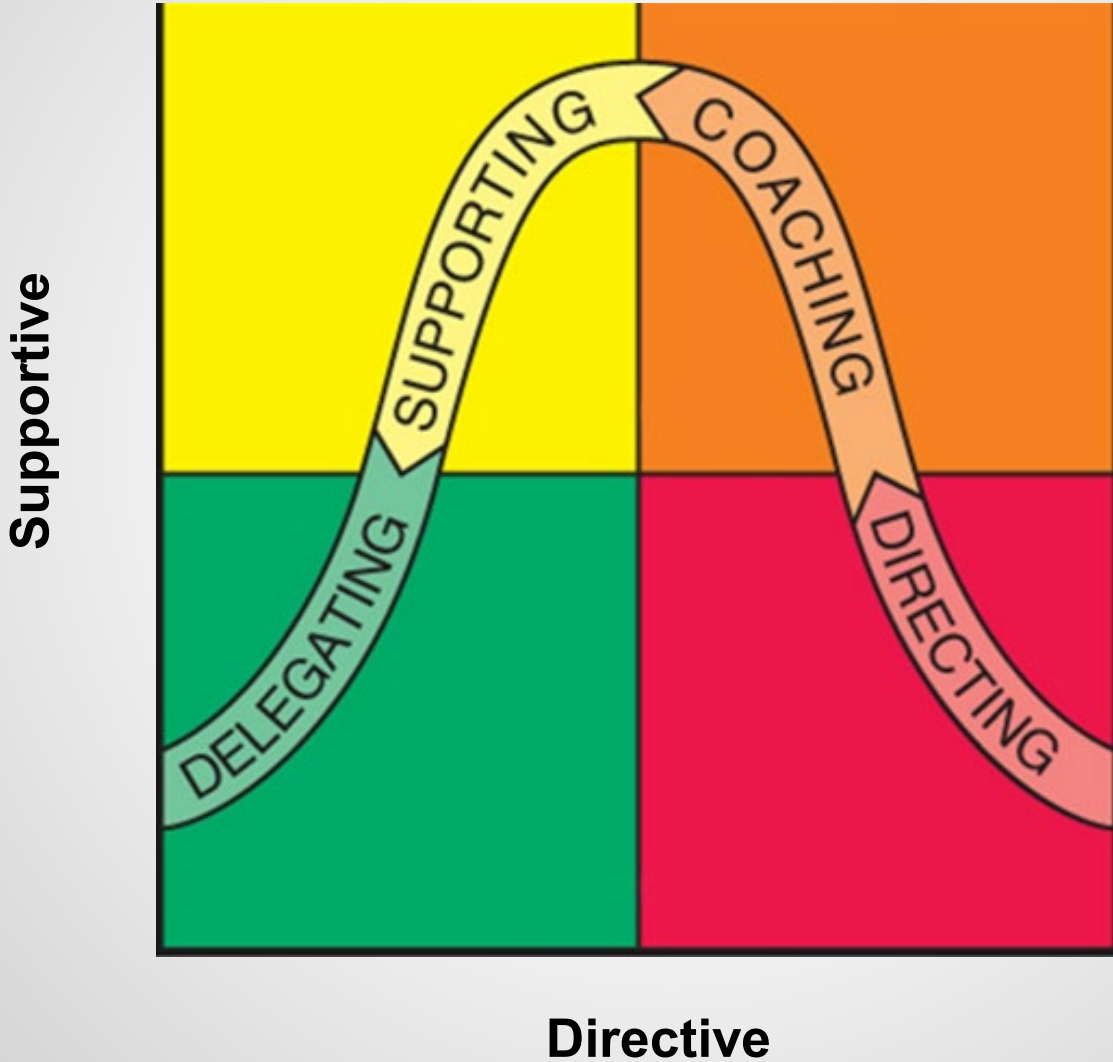 SUPPORTING
COACHING
Supportive
DELEGATING
DIRECTING
Directive